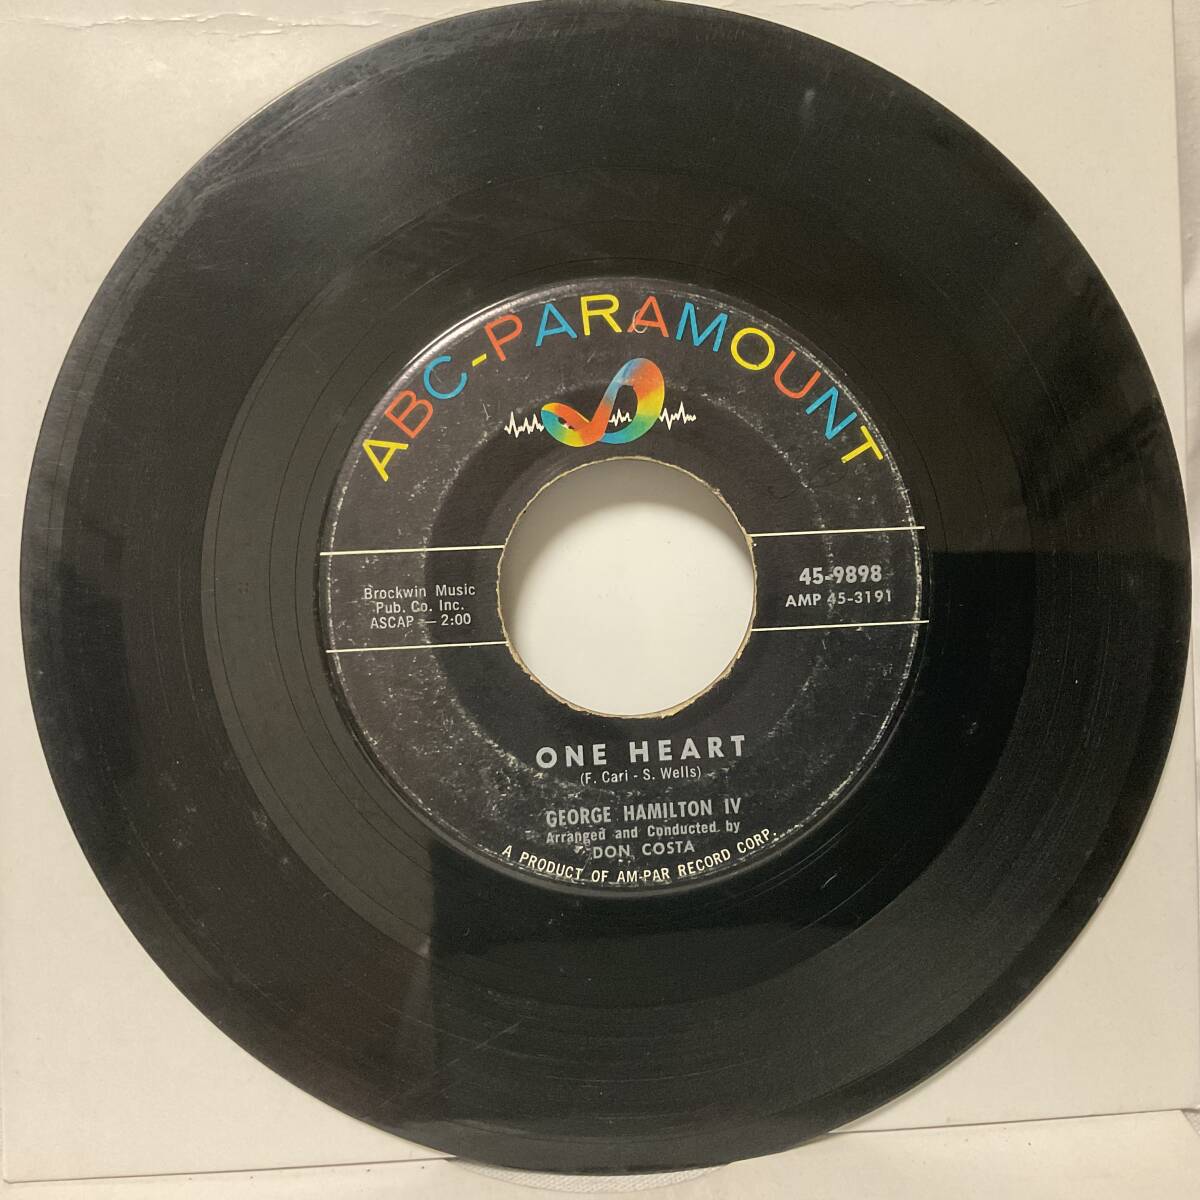 ABC-PARAMOUNT
Brockwin Music
Pub. Co. Inc.
ASCAP — 2:00
45-9898
AMP 45-3191
ONE HEART
(F. Cari - S. Wells)
GEORGE HAMILTON IV
Arranged and Conducted by
DON COSTA
A PRODUCT OF AM-PAR RECORD CORP.